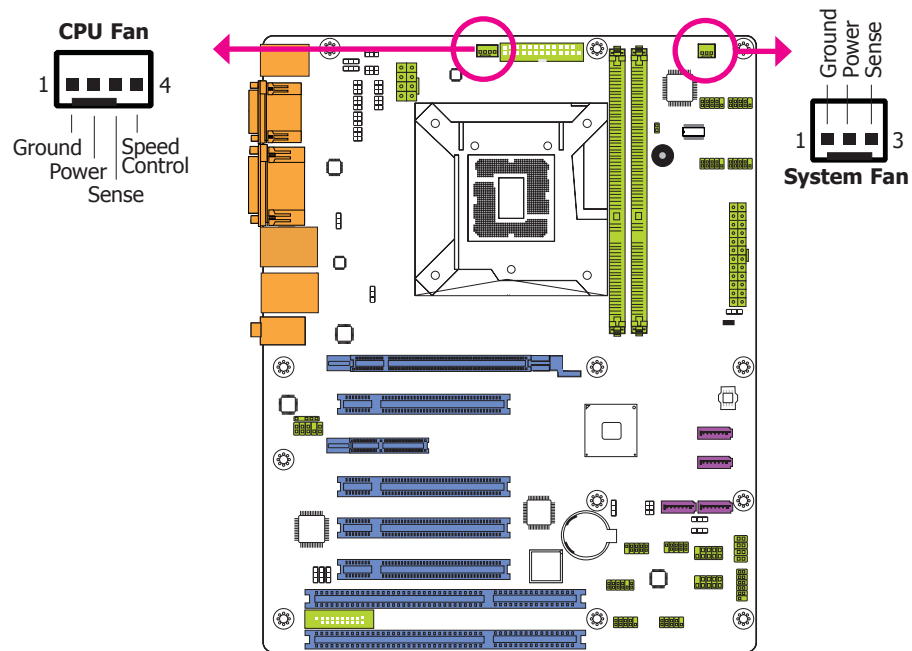 CPU Fan
1 4
Ground
Power
Sense
Speed
Control
Ground
Power
Sense
1 3
System Fan